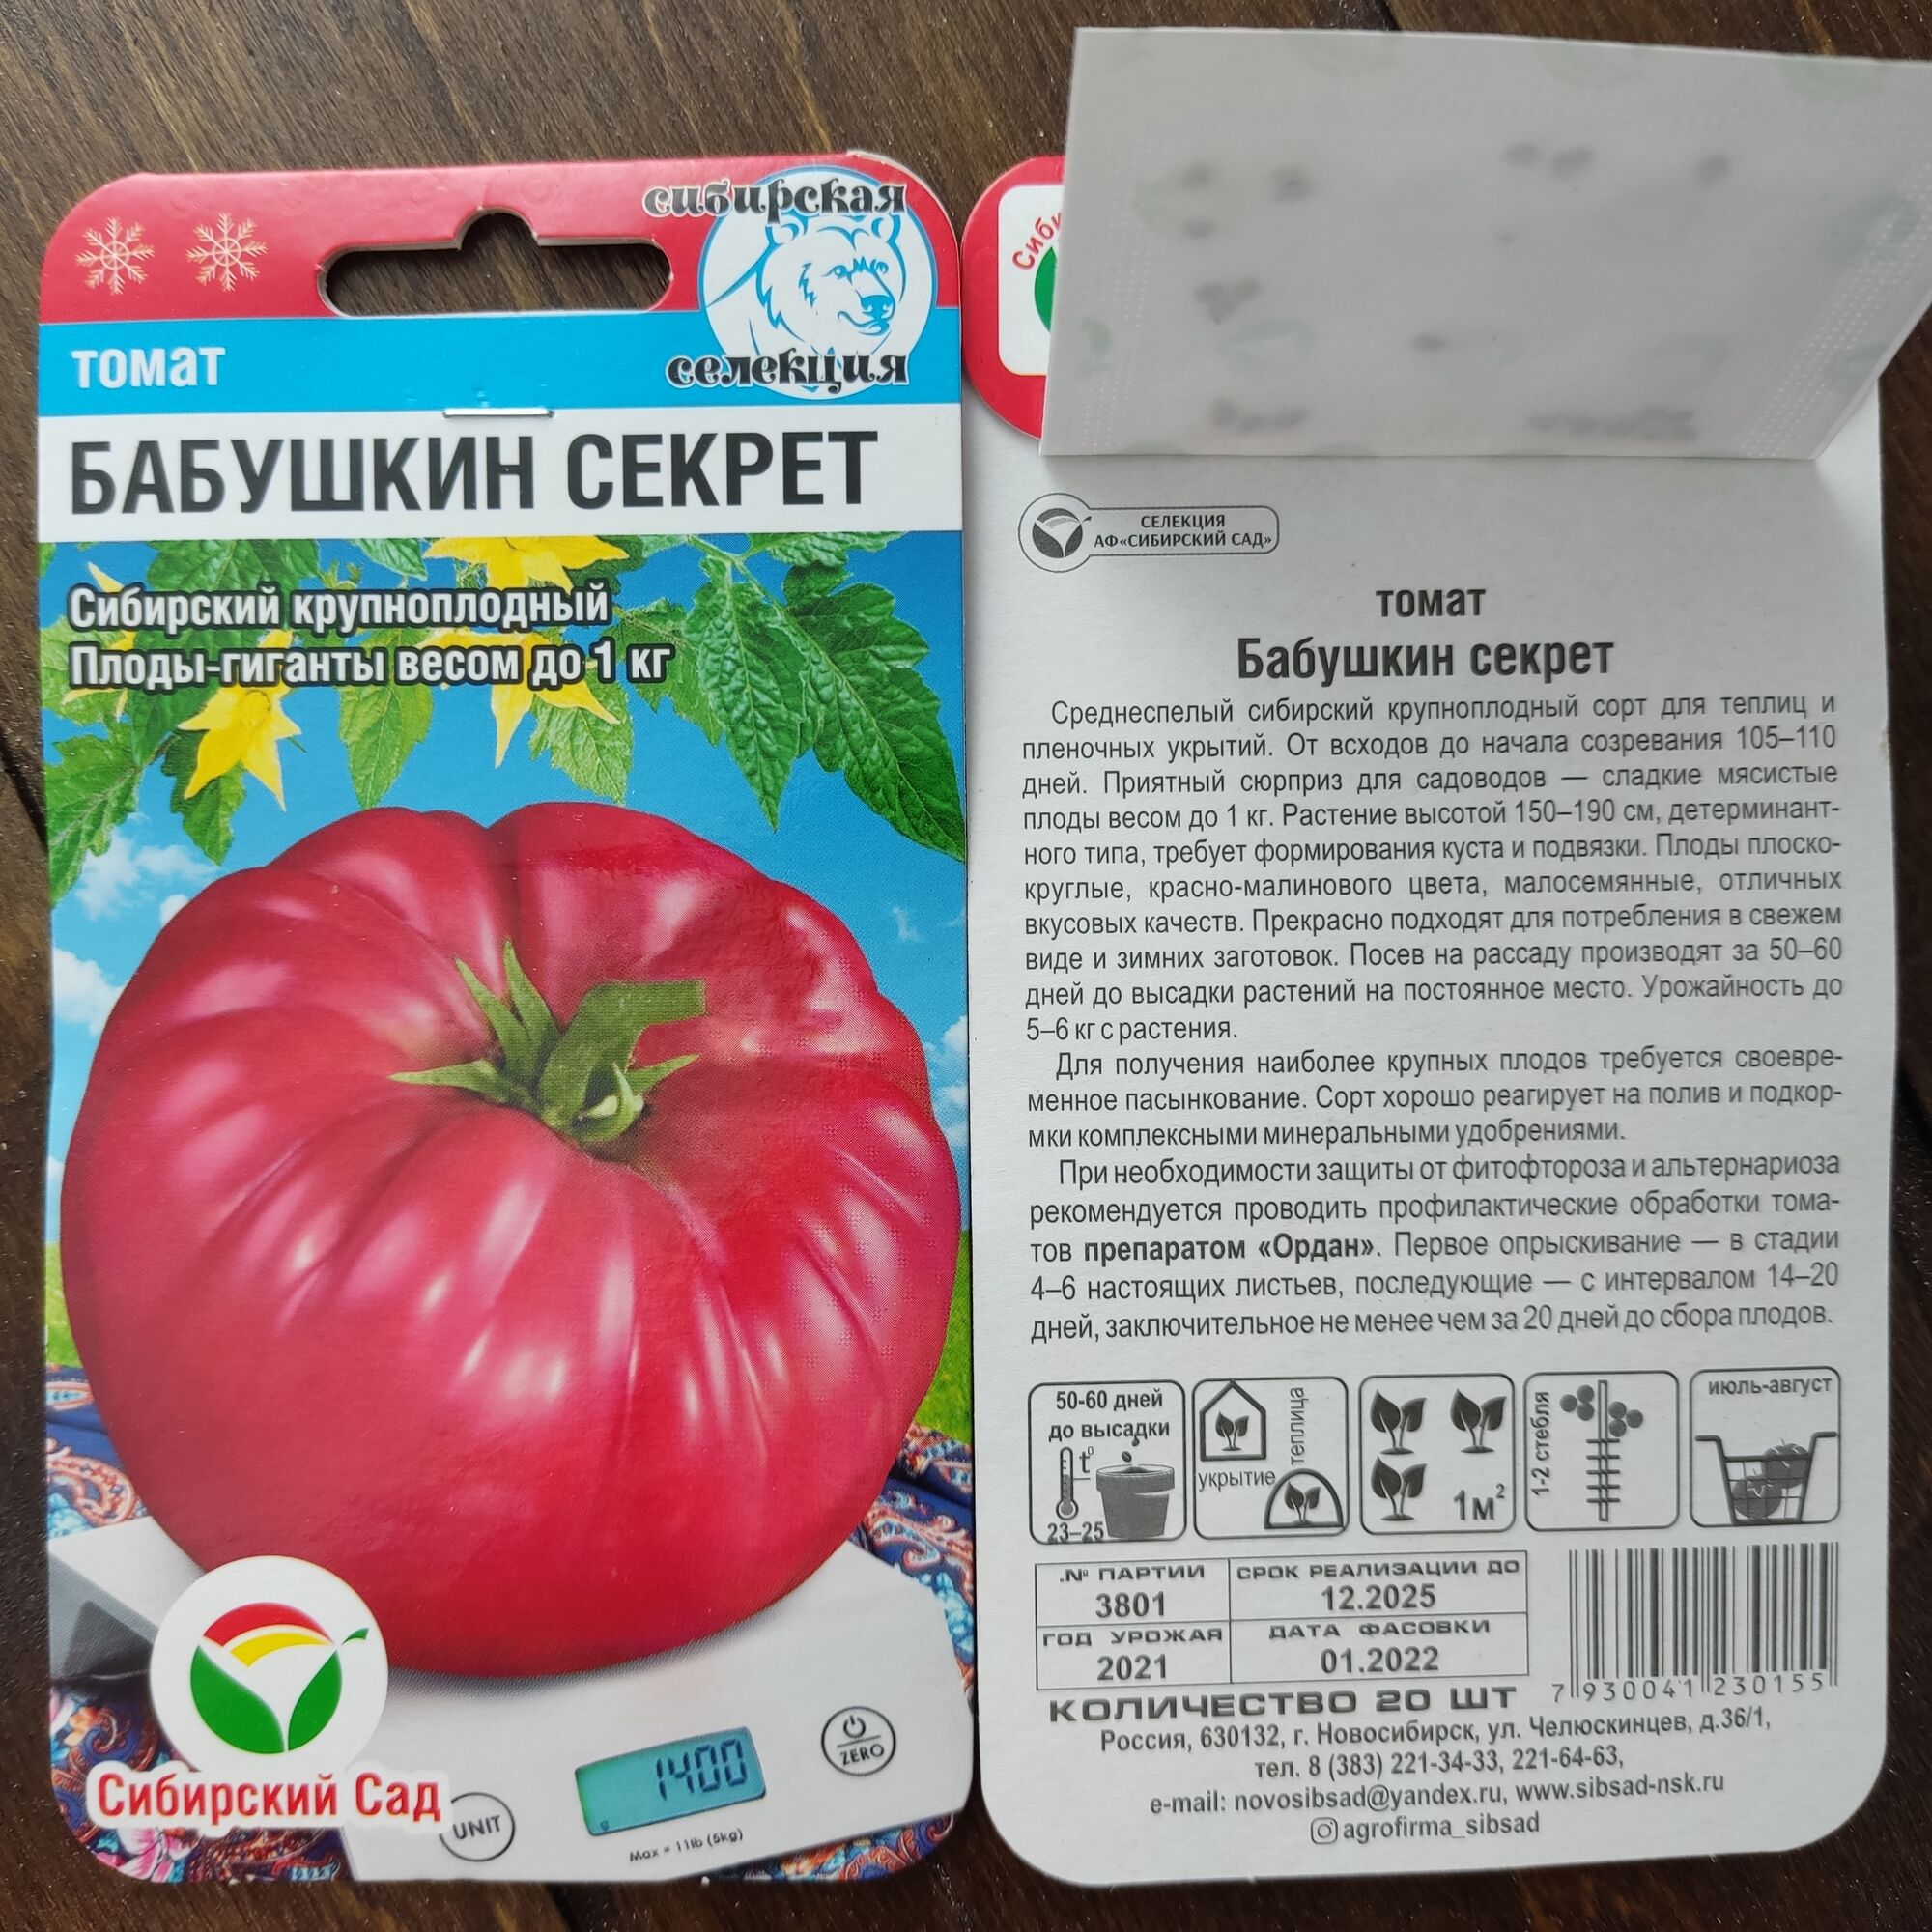 сибирская
селекция
томат
БАБУШКИН СЕКРЕТ
Сибирский крупноплодный
Плоды-гиганты весом до 1 кг
1400
g
ZERO
UNIT
Max = 11lb (5kg)
Сибирский Сад
СЕЛЕКЦИЯ
АФ«СИБИРСКИЙ САД»
томат
Бабушкин секрет
Среднеспелый сибирский крупноплодный сорт для теплиц и
пленочных укрытий. От всходов до начала созревания 105–110
дней. Приятный сюрприз для садоводов — сладкие мясистые
плоды весом до 1 кг. Растение высотой 150–190 см, детерминант-
ного типа, требует формирования куста и подвязки. Плоды плоско-
круглые, красно-малинового цвета, малосемянные, отличных
вкусовых качеств. Прекрасно подходят для потребления в свежем
виде и зимних заготовок. Посев на рассаду производят за 50–60
дней до высадки растений на постоянное место. Урожайность до
5–6 кг с растения.
Для получения наиболее крупных плодов требуется своевре-
менное пасынкование. Сорт хорошо реагирует на полив и подкор-
мки комплексными минеральными удобрениями.
При необходимости защиты от фитофтороза и альтернариоза
рекомендуется проводить профилактические обработки тома-
тов препаратом «Ордан». Первое опрыскивание — в стадии
4–6 настоящих листьев, последующие — с интервалом 14–20
дней, заключительное не менее чем за 20 дней до сбора плодов.
50-60 дней
до высадки
t°
23–25
укрытие
теплица
1м²
1-2 стебля
июль-август
.№ ПАРТИИ
3801
СРОК РЕАЛИЗАЦИИ ДО
12.2025
ГОД УРОЖАЯ
2021
ДАТА ФАСОВКИ
01.2022
КОЛИЧЕСТВО 20 ШТ
7 930041 230155
Россия, 630132, г. Новосибирск, ул. Челюскинцев, д.36/1,
тел. 8 (383) 221-34-33, 221-64-63,
e-mail: novosibsad@yandex.ru, www.sibsad-nsk.ru
agrofirma_sibsad